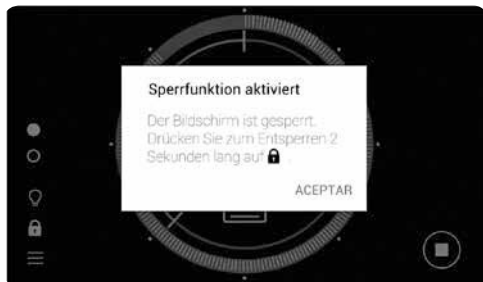 Sperrfunktion aktiviert
Der Bildschirm ist gesperrt.
Drücken Sie zum Entsperren 2
Sekunden lang auf
ACEPTAR